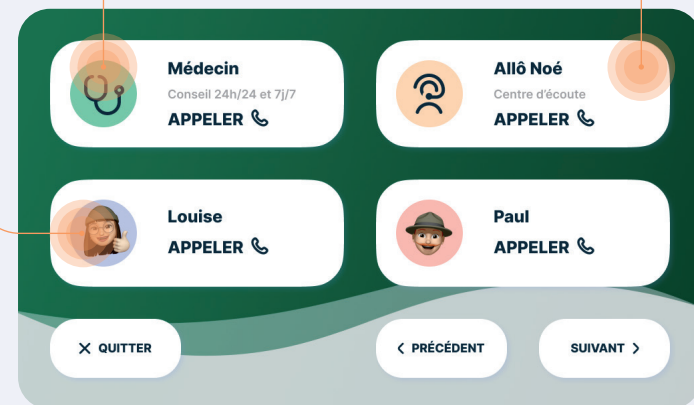 Médecin
Conseil 24h/24 et 7j/7
APPELER
Allô Noé
Centre d'écoute
APPELER
Louise
APPELER
Paul
APPELER
QUITTER
PRÉCÉDENT
SUIVANT